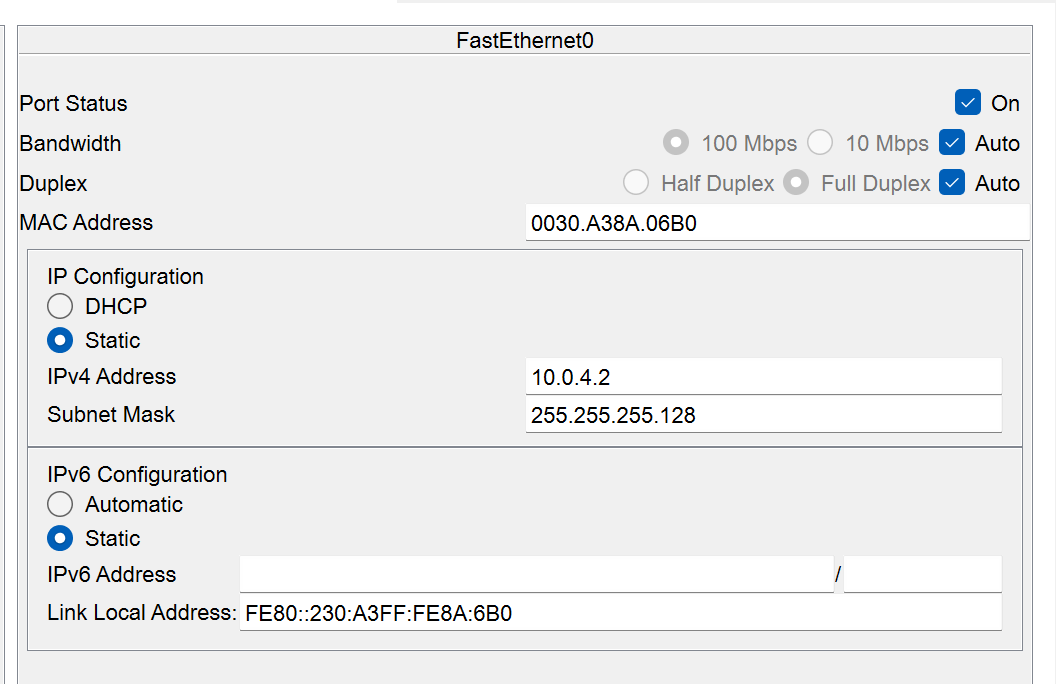 FastEthernet0
Port Status On
Bandwidth 100 Mbps 10 Mbps Auto
Duplex Half Duplex Full Duplex Auto
MAC Address 0030.A38A.06B0
IP Configuration
DHCP
Static
IPv4 Address 10.0.4.2
Subnet Mask 255.255.255.128
IPv6 Configuration
Automatic
Static
IPv6 Address /
Link Local Address: FE80::230:A3FF:FE8A:6B0